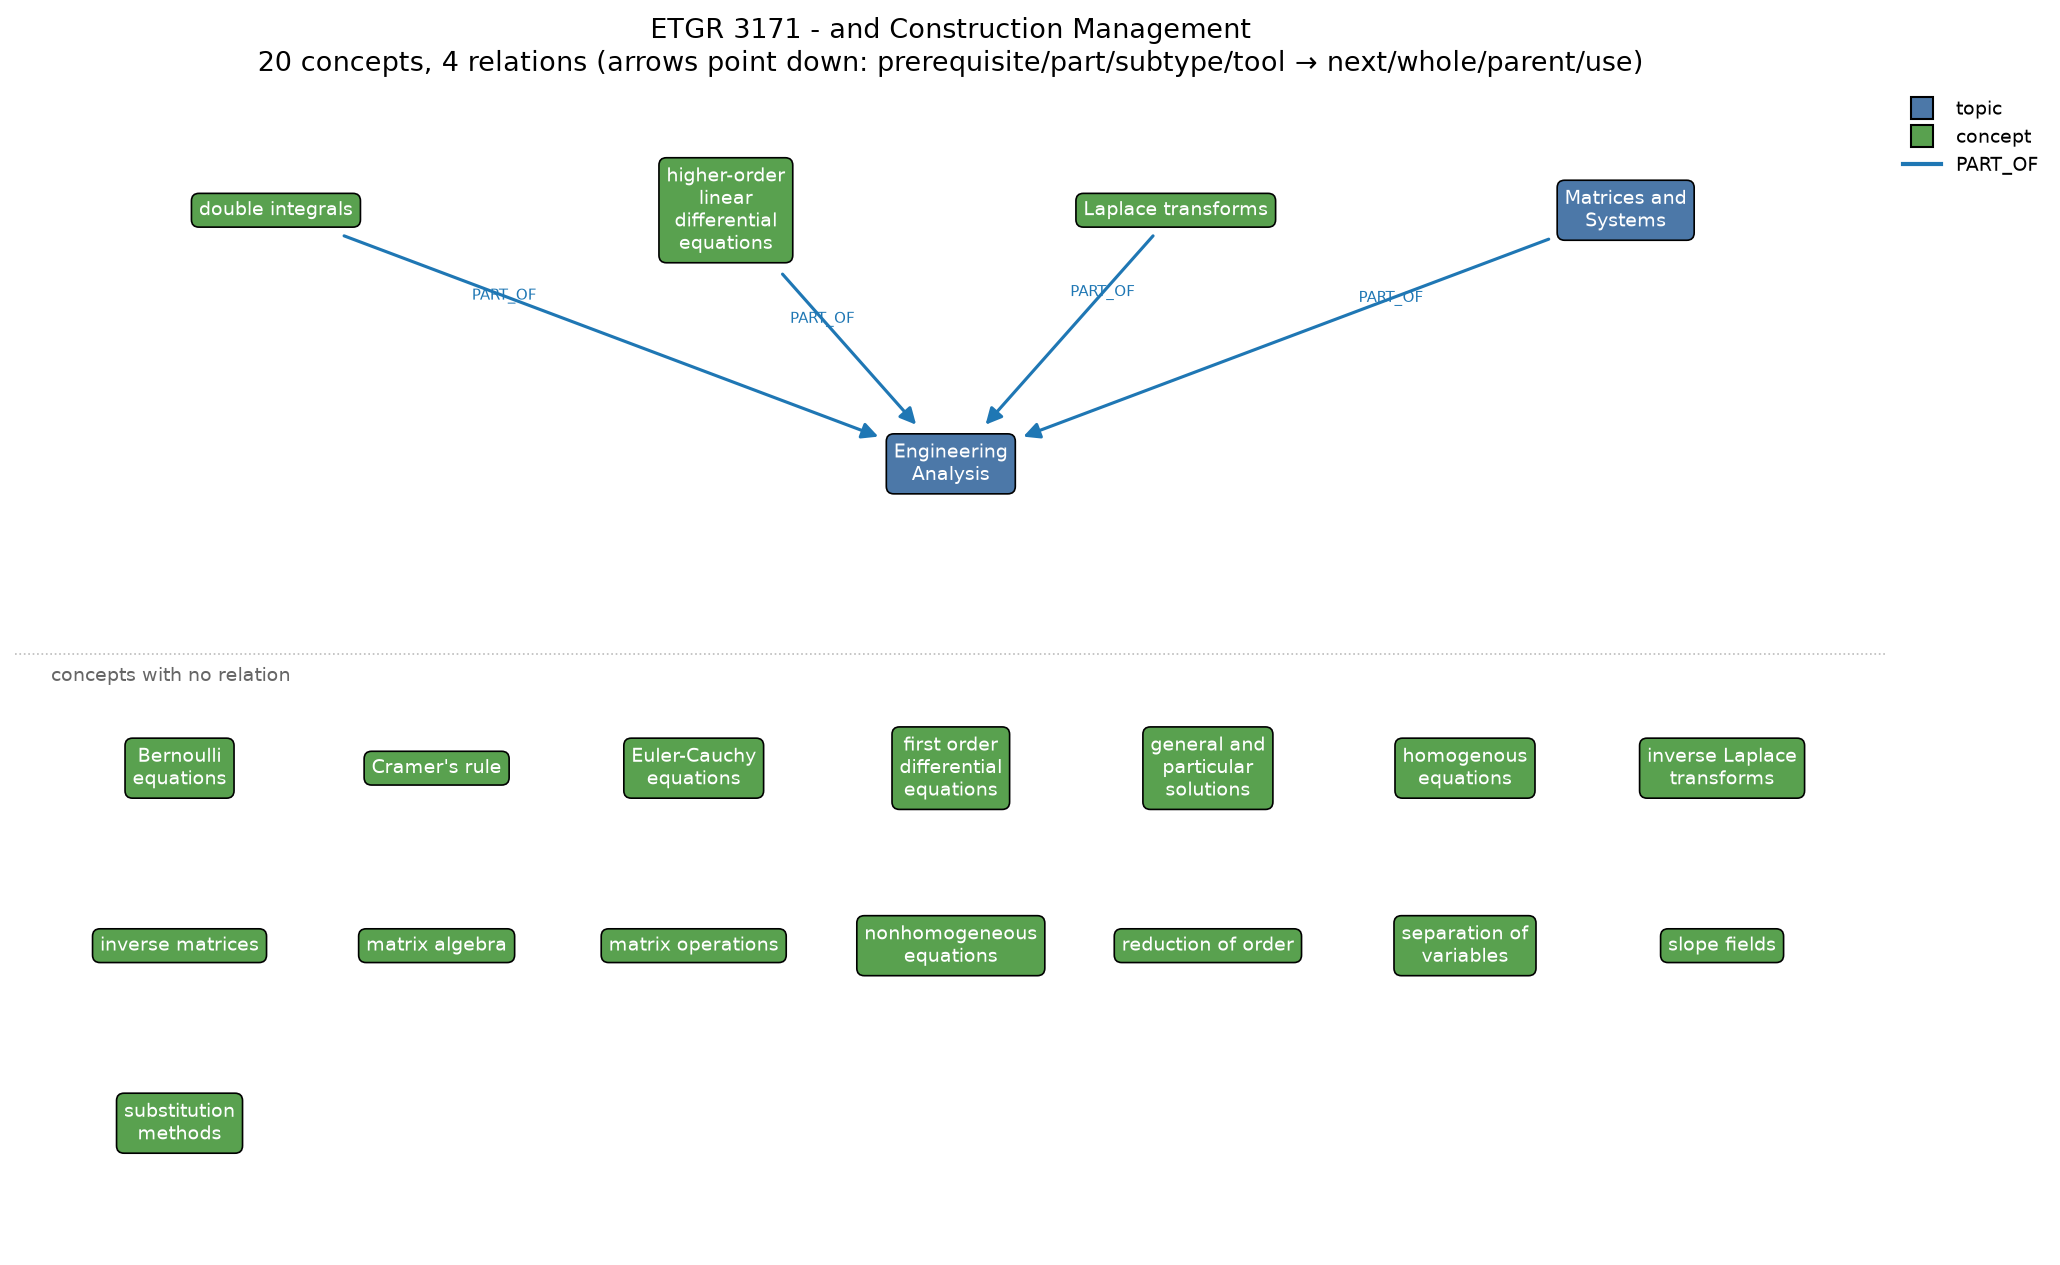 ETGR 3171 - and Construction Management
20 concepts, 4 relations (arrows point down: prerequisite/part/subtype/tool → next/whole/parent/use)
topic
concept
PART_OF
double integrals
higher-order
linear
differential
equations
Laplace transforms
Matrices and
Systems
PART_OF
PART_OF
PART_OF
PART_OF
Engineering
Analysis
concepts with no relation
Bernoulli
equations
Cramer's rule
Euler-Cauchy
equations
first order
differential
equations
general and
particular
solutions
homogenous
equations
inverse Laplace
transforms
inverse matrices
matrix algebra
matrix operations
nonhomogeneous
equations
reduction of order
separation of
variables
slope fields
substitution
methods